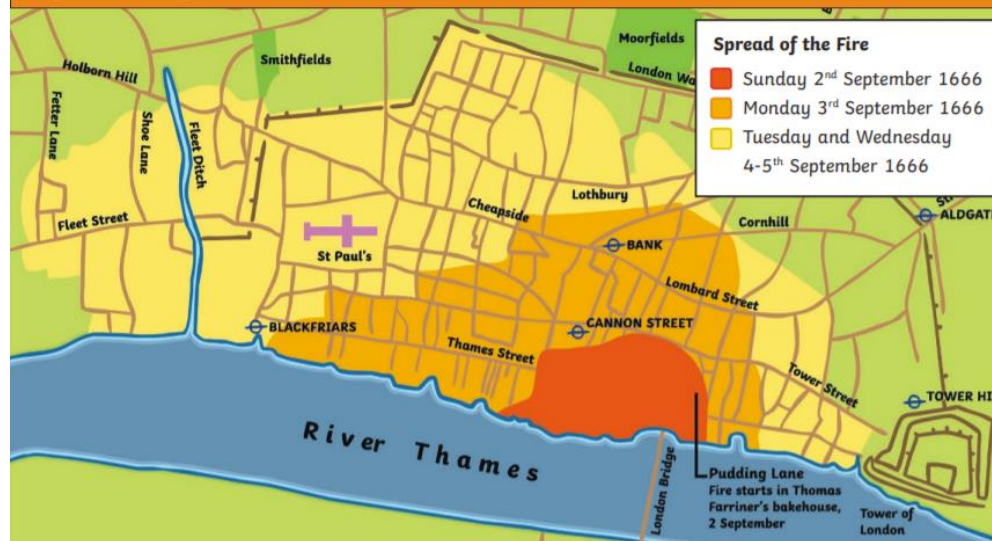 Smithfields
Moorfields
London Wa
Holborn Hill
Fetter Lane
Shoe Lane
Fleet Ditch
Fleet Street
St Paul's
Cheapside
Lothbury
Cornhill
ALDGAT
BANK
Lombard Street
BLACKFRIARS
CANNON STREET
Thames Street
Tower Street
TOWER HI
River Thames
London Bridge
Pudding Lane
Fire starts in Thomas
Farriner's bakehouse,
2 September
Tower of
London
Spread of the Fire
Sunday 2nd September 1666
Monday 3rd September 1666
Tuesday and Wednesday
4-5th September 1666